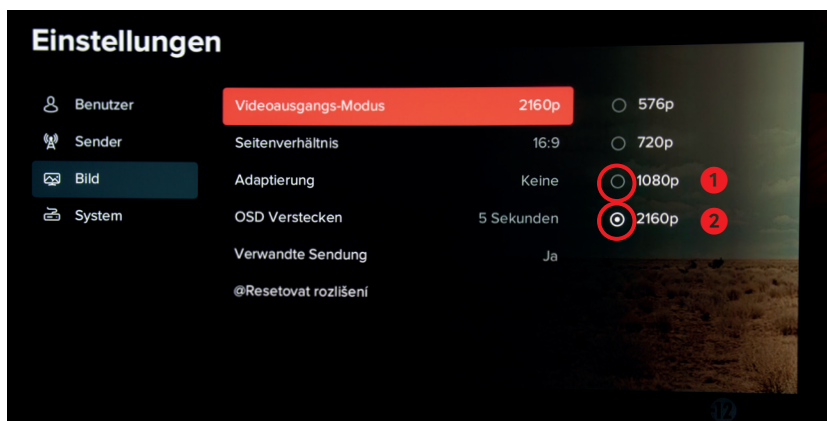 Einstellungen
Benutzer
Sender
Bild
System
Videoausgangs-Modus 2160p
Seitenverhältnis 16:9
Adaptierung Keine
OSD Verstecken 5 Sekunden
Verwandte Sendung Ja
@Resetovat rozlišení
576p
720p
1080p 1
2160p 2
12